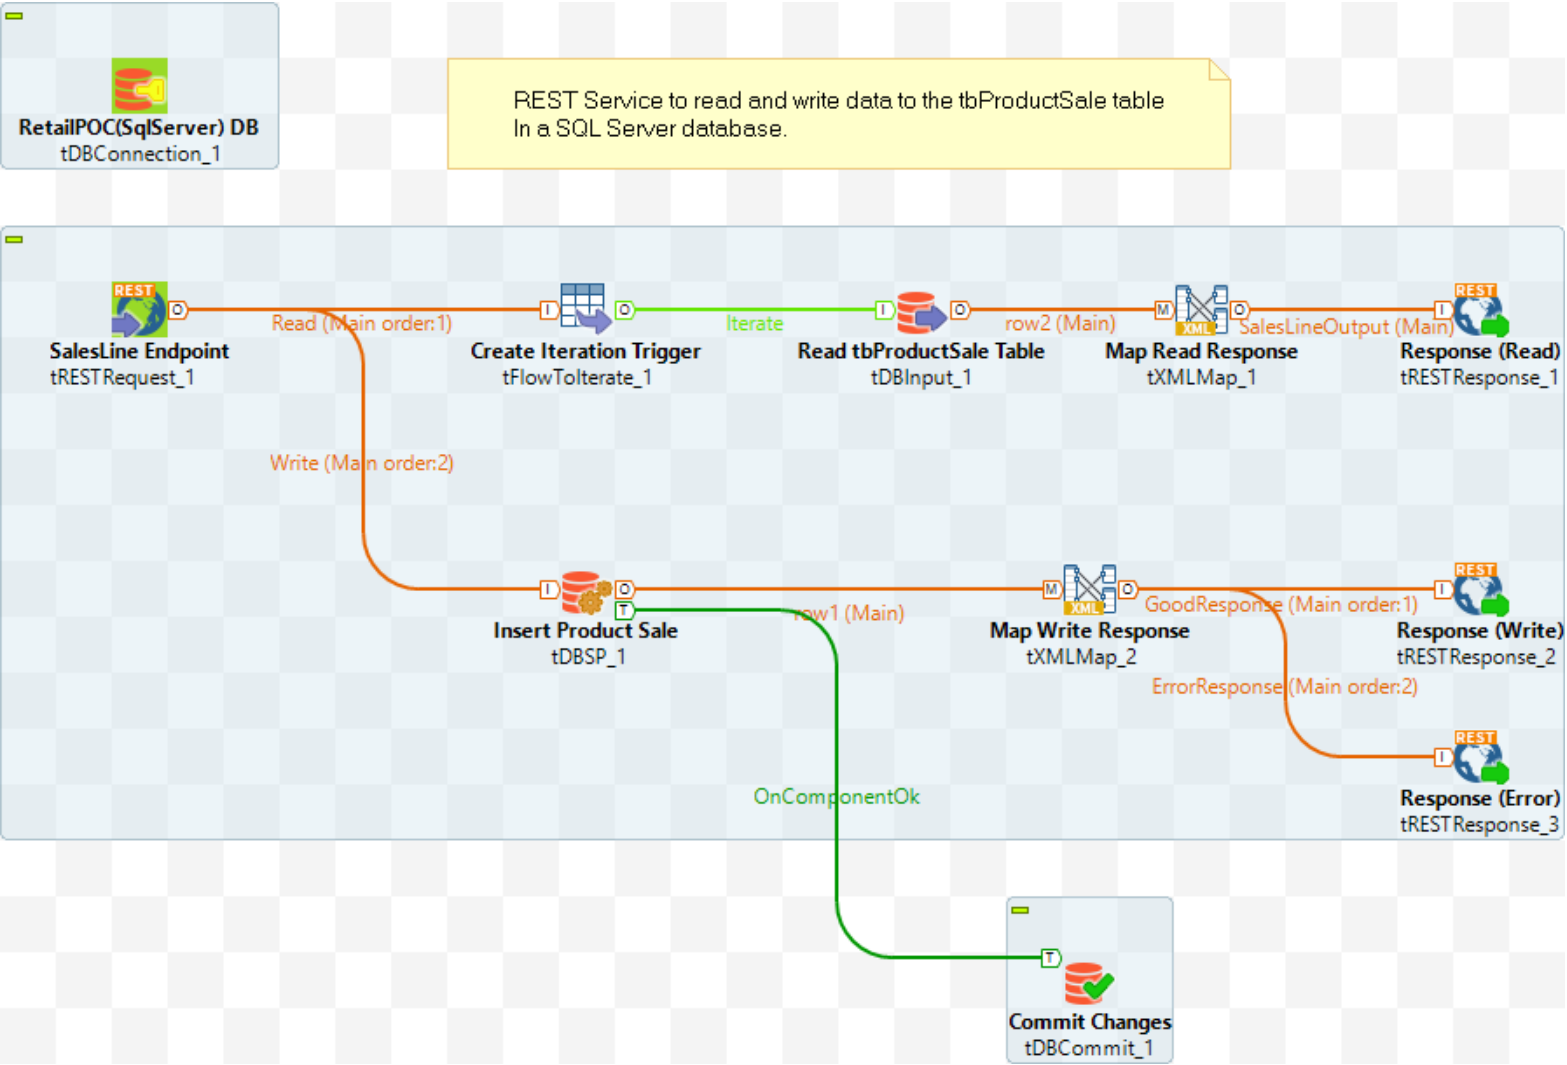 RetailPOC(SqlServer) DB
tDBConnection_1
REST Service to read and write data to the tbProductSale table
In a SQL Server database.
REST
O
Read (Main order:1)
I
O
Iterate
I
O
row2 (Main)
M
XML
O
SalesLineOutput (Main)
I
REST
SalesLine Endpoint
tRESTRequest_1
Create Iteration Trigger
tFlowToIterate_1
Read tbProductSale Table
tDBInput_1
Map Read Response
tXMLMap_1
Response (Read)
tRESTResponse_1
Write (Main order:2)
I
O
T
row1 (Main)
M
XML
O
GoodResponse (Main order:1)
I
REST
Insert Product Sale
tDBSP_1
Map Write Response
tXMLMap_2
Response (Write)
tRESTResponse_2
ErrorResponse (Main order:2)
I
REST
Response (Error)
tRESTResponse_3
OnComponentOk
T
Commit Changes
tDBCommit_1